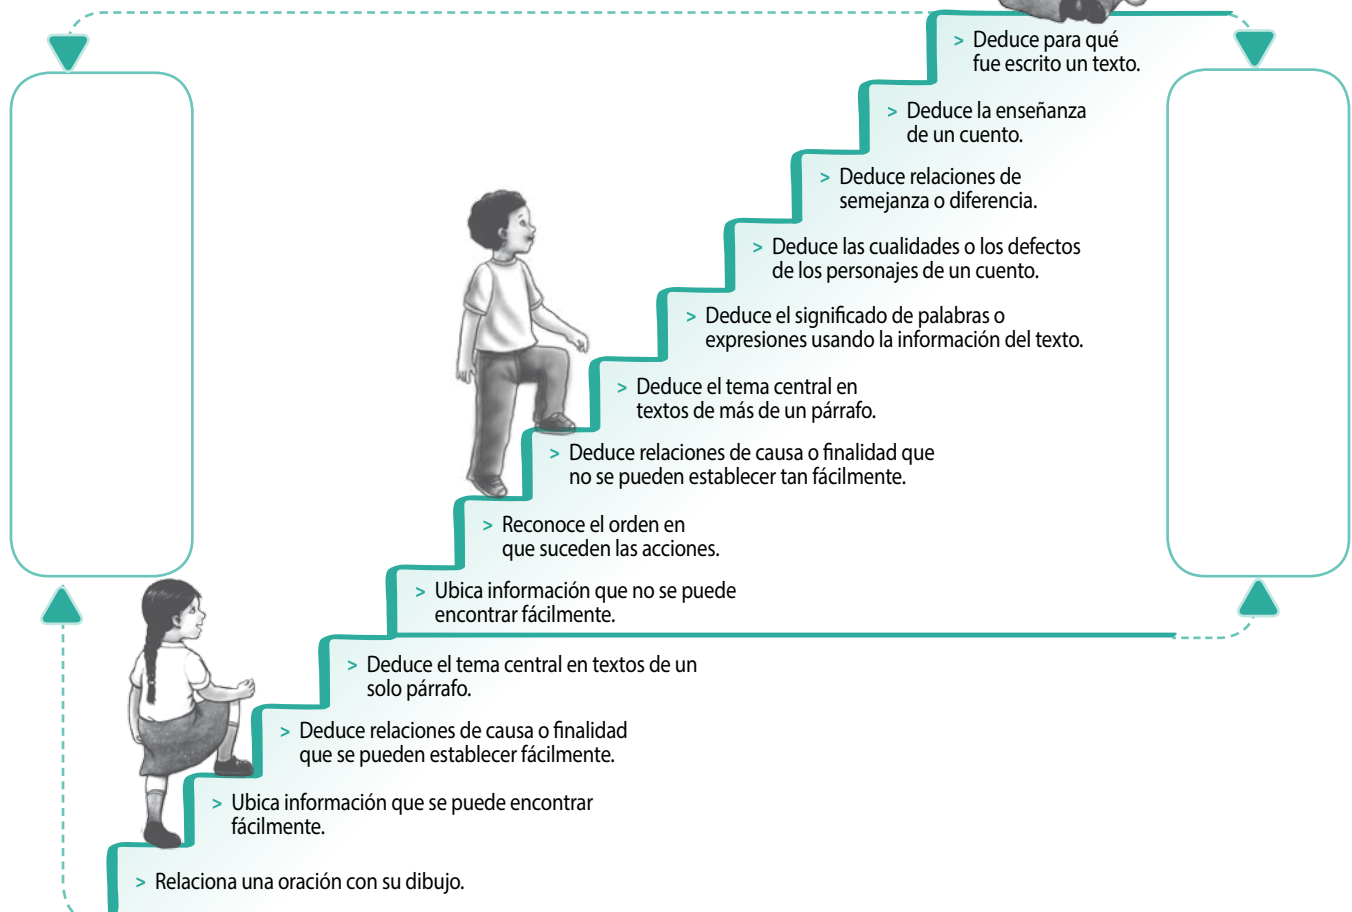 > Deduce para qué
fue escrito un texto.
> Deduce la enseñanza
de un cuento.
> Deduce relaciones de
semejanza o diferencia.
> Deduce las cualidades o los defectos
de los personajes de un cuento.
> Deduce el significado de palabras o
expresiones usando la información del texto.
> Deduce el tema central en
textos de más de un párrafo.
> Deduce relaciones de causa o finalidad que
no se pueden establecer tan fácilmente.
> Reconoce el orden en
que suceden las acciones.
> Ubica información que no se puede
encontrar fácilmente.
> Deduce el tema central en textos de un
solo párrafo.
> Deduce relaciones de causa o finalidad
que se pueden establecer fácilmente.
> Ubica información que se puede encontrar
fácilmente.
> Relaciona una oración con su dibujo.